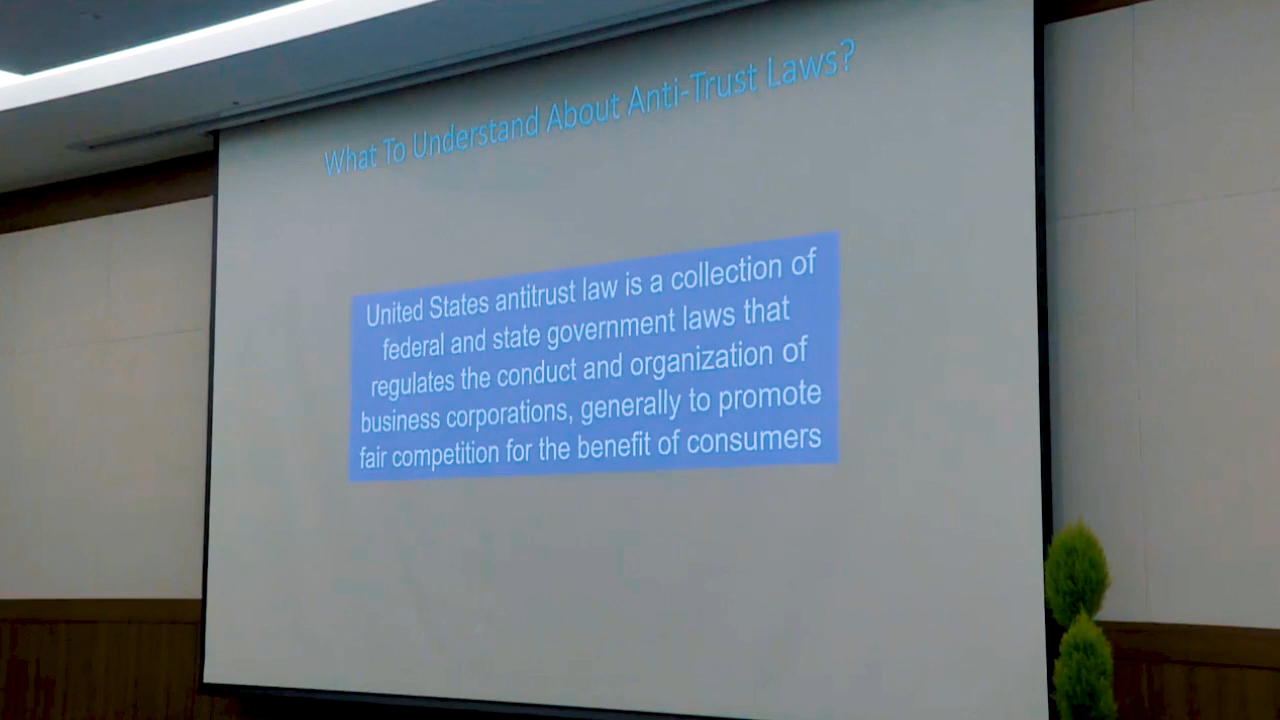 What To Understand About Anti-Trust Laws?
United States antitrust law is a collection of
federal and state government laws that
regulates the conduct and organization of
business corporations, generally to promote
fair competition for the benefit of consumers